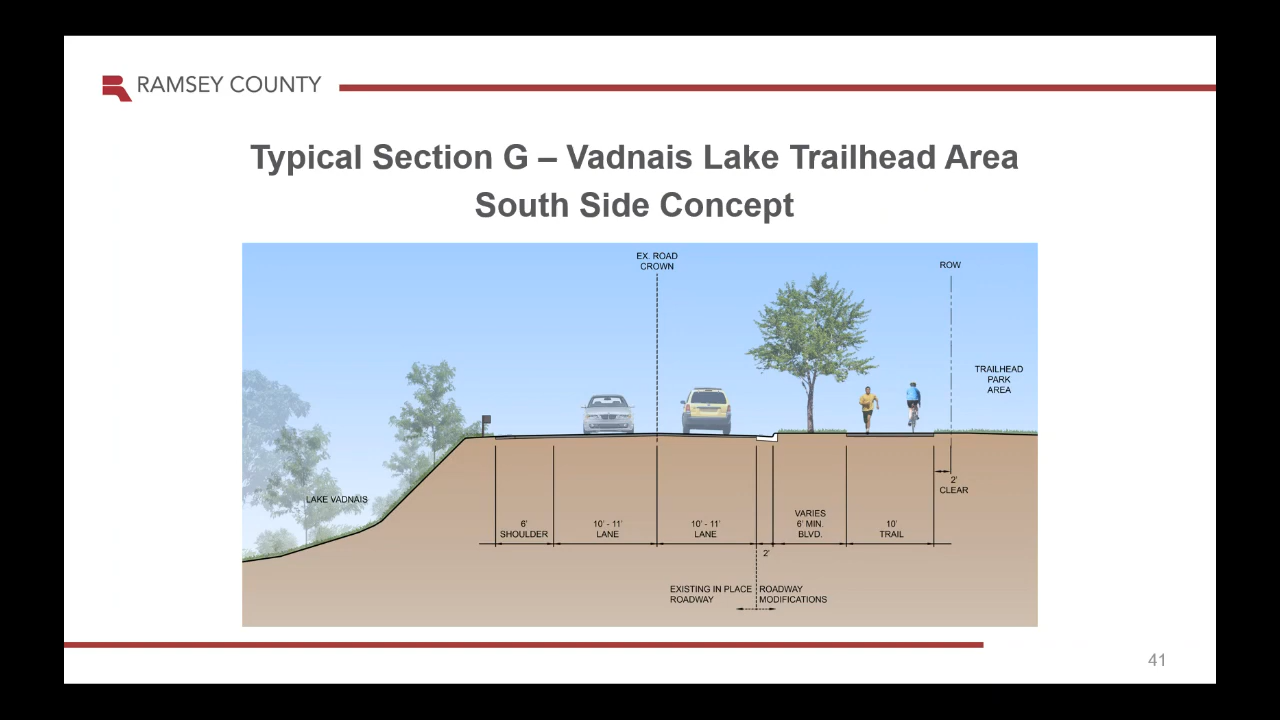 RAMSEY COUNTY
Typical Section G – Vadnais Lake Trailhead Area
South Side Concept
EX. ROAD
CROWN
ROW
TRAILHEAD
PARK
AREA
LAKE VADNAIS
6'
SHOULDER
10' - 11'
LANE
10' - 11'
LANE
2'
VARIES
6' MIN.
BLVD.
10'
TRAIL
2'
CLEAR
EXISTING IN PLACE
ROADWAY
ROADWAY
MODIFICATIONS
41